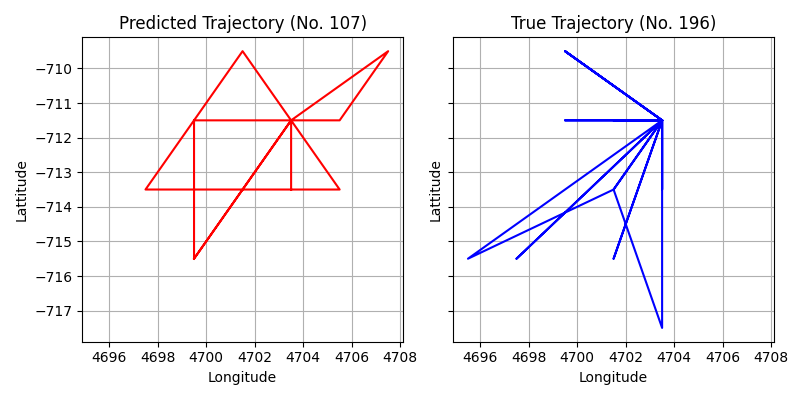 Predicted Trajectory (No. 107)
True Trajectory (No. 196)
−710
−711
−712
−713
−714
−715
−716
−717
Lattitude
Lattitude
4696 4698 4700 4702 4704 4706 4708
4696 4698 4700 4702 4704 4706 4708
Longitude
Longitude